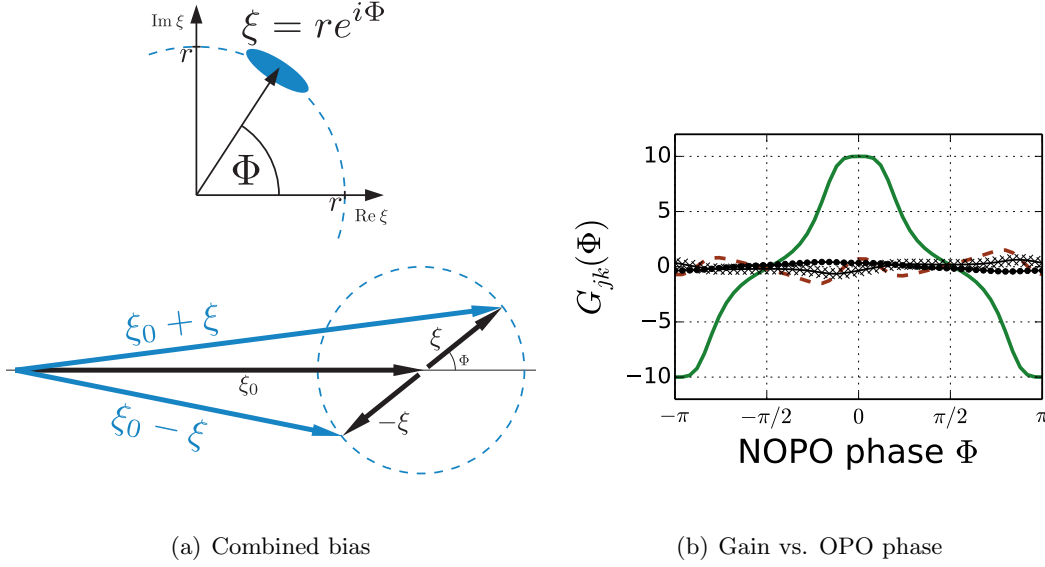 Im ξ
ξ = re^{iΦ}
r
Φ
r
Re ξ
ξ₀ + ξ
ξ
Φ
ξ₀
ξ₀ − ξ
−ξ
(a) Combined bias
G_{jk}(Φ)
10
5
0
−5
−10
−π
−π/2
0
π/2
π
NOPO phase Φ
(b) Gain vs. OPO phase